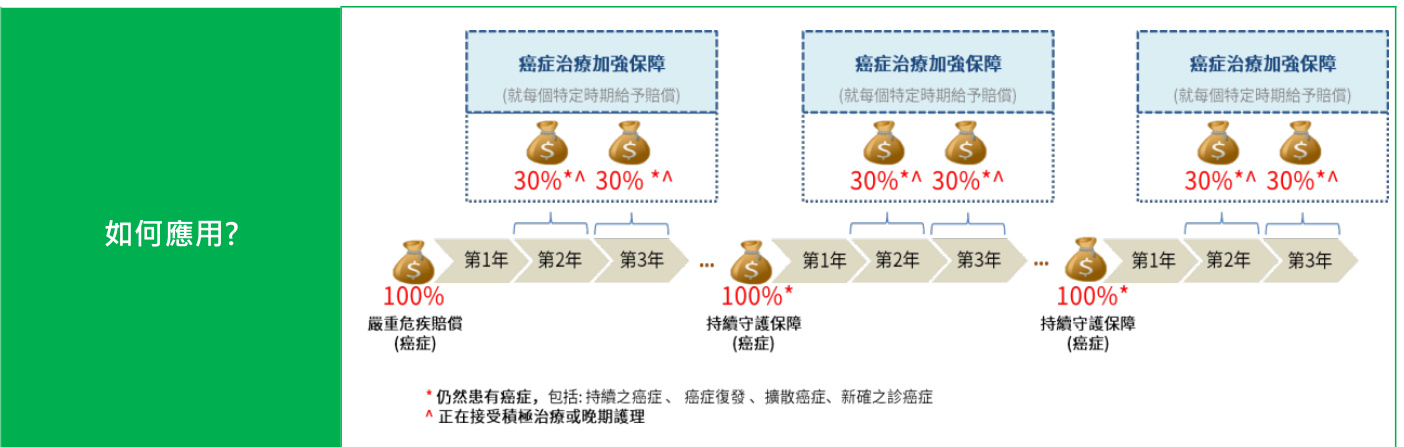 如何應用?
癌症治療加強保障
(就每個特定時期給予賠償)
$ $
30%*^ 30% *^
癌症治療加強保障
(就每個特定時期給予賠償)
$ $
30%*^ 30%*^
癌症治療加強保障
(就每個特定時期給予賠償)
$ $
30%*^ 30%*^
$ 第1年 第2年 第3年 ... $ 第1年 第2年 第3年 ... $ 第1年 第2年 第3年
100%
嚴重危疾賠償
(癌症)
100%*
持續守護保障
(癌症)
100%*
持續守護保障
(癌症)
* 仍然患有癌症，包括: 持續之癌症 、 癌症復發 、擴散癌症、新確之診癌症
^ 正在接受積極治療或晚期護理